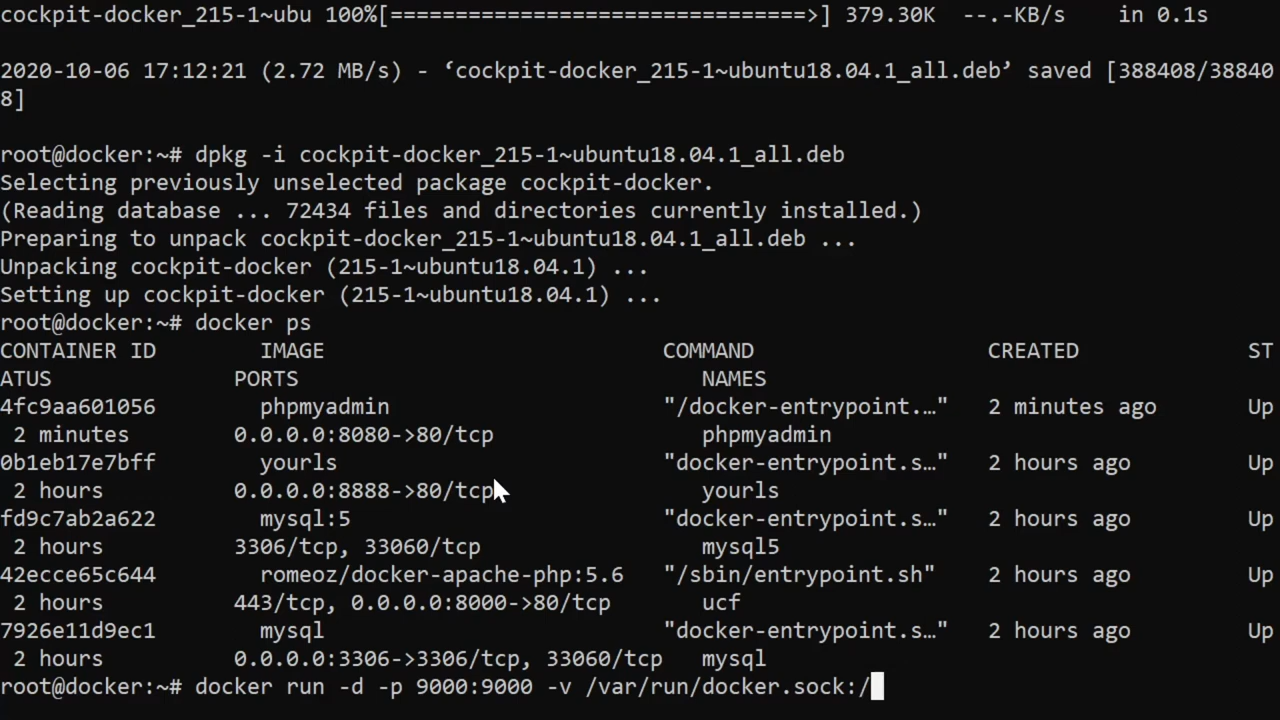 cockpit-docker_215-1~ubu 100%[================================>] 379.30K  --.-KB/s    in 0.1s
2020-10-06 17:12:21 (2.72 MB/s) - ‘cockpit-docker_215-1~ubuntu18.04.1_all.deb’ saved [388408/38840
8]
root@docker:~# dpkg -i cockpit-docker_215-1~ubuntu18.04.1_all.deb
Selecting previously unselected package cockpit-docker.
(Reading database ... 72434 files and directories currently installed.)
Preparing to unpack cockpit-docker_215-1~ubuntu18.04.1_all.deb ...
Unpacking cockpit-docker (215-1~ubuntu18.04.1) ...
Setting up cockpit-docker (215-1~ubuntu18.04.1) ...
root@docker:~# docker ps
CONTAINER ID        IMAGE                          COMMAND                  CREATED             ST
ATUS              PORTS                               NAMES
4fc9aa601056        phpmyadmin                     "/docker-entrypoint.…"   2 minutes ago       Up
 2 minutes        0.0.0.0:8080->80/tcp                phpmyadmin
0b1eb17e7bff        yourls                         "docker-entrypoint.s…"   2 hours ago         Up
 2 hours          0.0.0.0:8888->80/tcp                yourls
fd9c7ab2a622        mysql:5                        "docker-entrypoint.s…"   2 hours ago         Up
 2 hours          3306/tcp, 33060/tcp                 mysql5
42ecce65c644        romeoz/docker-apache-php:5.6   "/sbin/entrypoint.sh"    2 hours ago         Up
 2 hours          443/tcp, 0.0.0.0:8000->80/tcp       ucf
7926e11d9ec1        mysql                          "docker-entrypoint.s…"   2 hours ago         Up
 2 hours          0.0.0.0:3306->3306/tcp, 33060/tcp   mysql
root@docker:~# docker run -d -p 9000:9000 -v /var/run/docker.sock:/